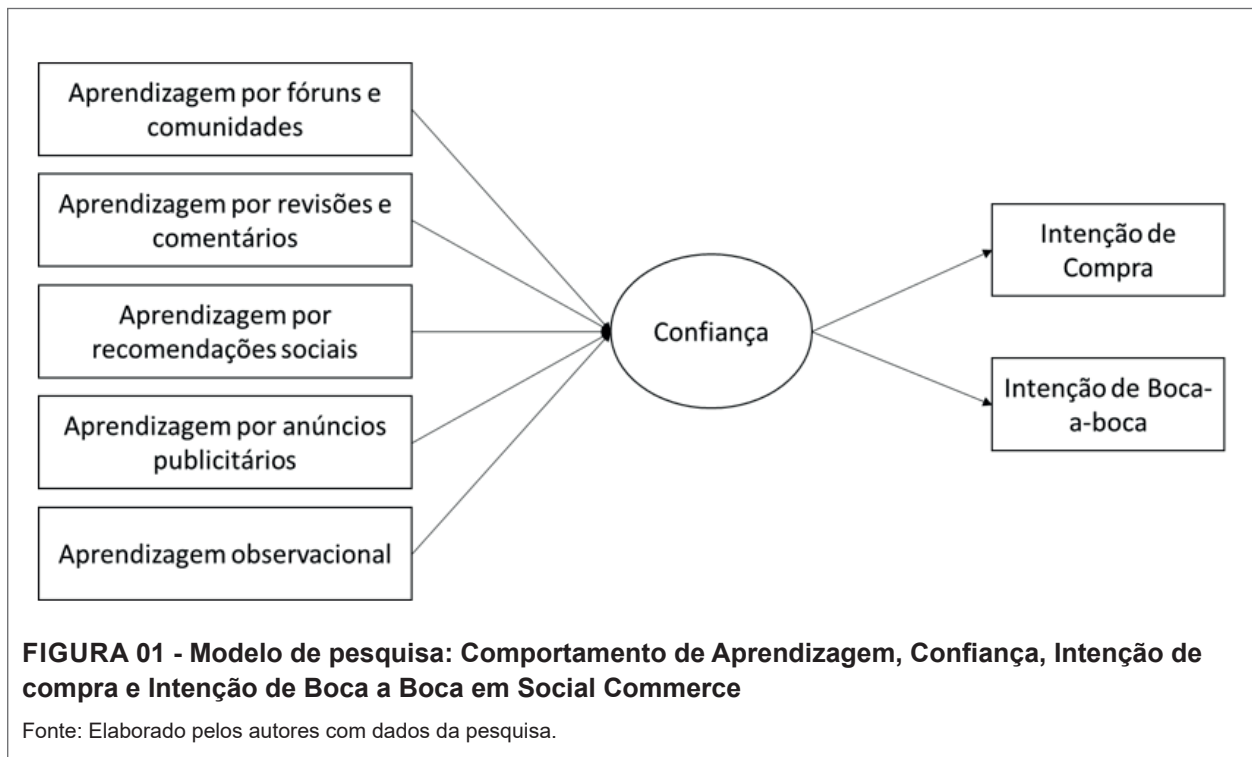 Aprendizagem por fóruns e
comunidades
Aprendizagem por revisões e
comentários
Aprendizagem por
recomendações sociais
Aprendizagem por anúncios
publicitários
Aprendizagem observacional
Confiança
Intenção de
Compra
Intenção de Boca-
a-boca
FIGURA 01 - Modelo de pesquisa: Comportamento de Aprendizagem, Confiança, Intenção de
compra e Intenção de Boca a Boca em Social Commerce
Fonte: Elaborado pelos autores com dados da pesquisa.